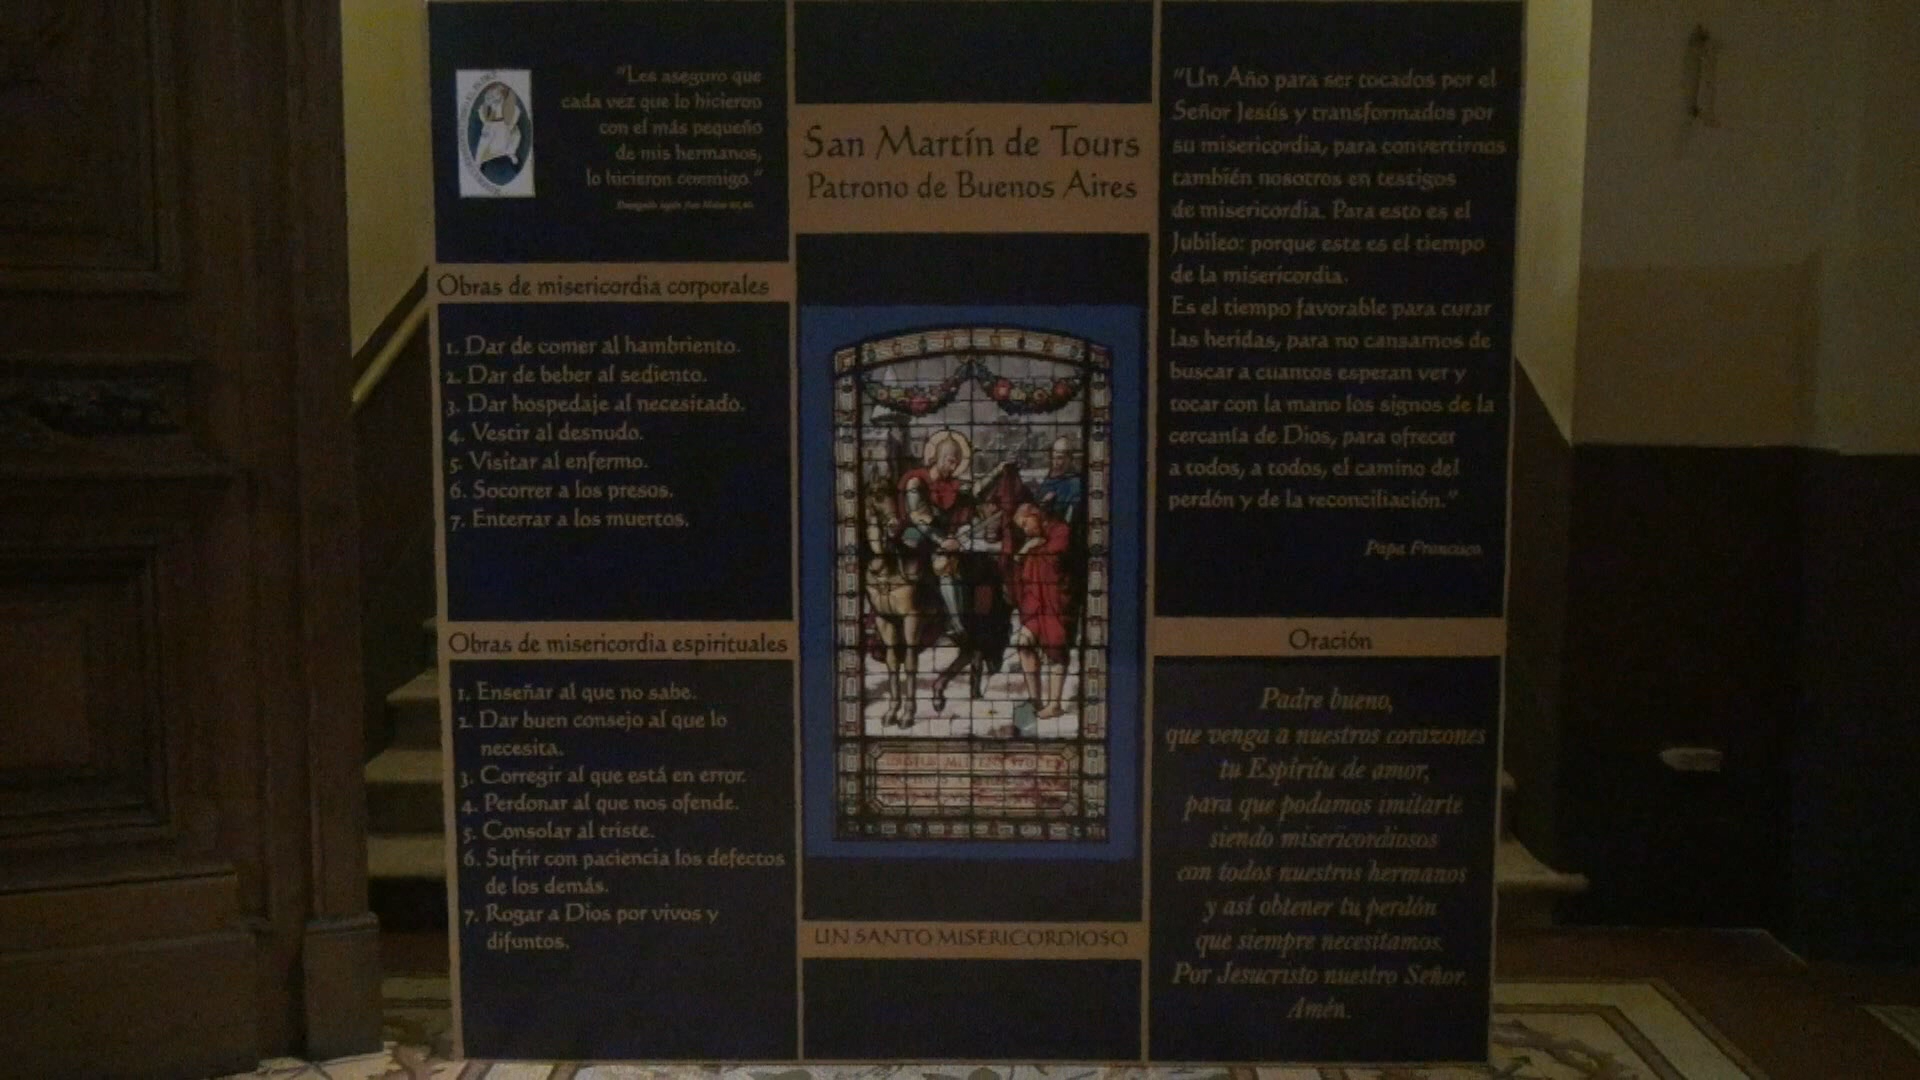 "Les aseguro que
cada vez que lo hicieron
con el más pequeño
de mis hermanos,
lo hicieron conmigo."
Obras de misericordia corporales
1. Dar de comer al hambriento.
2. Dar de beber al sediento.
3. Dar hospedaje al necesitado.
4. Vestir al desnudo.
5. Visitar al enfermo.
6. Socorrer a los presos.
7. Enterrar a los muertos.
Obras de misericordia espirituales
1. Enseñar al que no sabe.
2. Dar buen consejo al que lo
necesita.
3. Corregir al que está en error.
4. Perdonar al que nos ofende.
5. Consolar al triste.
6. Sufrir con paciencia los defectos
de los demás.
7. Rogar a Dios por vivos y
difuntos.
San Martín de Tours
Patrono de Buenos Aires
UN SANTO MISERICORDIOSO
"Un Año para ser tocados por el
Señor Jesús y transformados por
su misericordia, para convertirnos
también nosotros en testigos
de misericordia. Para esto es el
Jubileo: porque este es el tiempo
de la misericordia.
Es el tiempo favorable para curar
las heridas, para no cansarnos de
buscar a cuantos esperan ver y
tocar con la mano los signos de la
cercanía de Dios, para ofrecer
a todos, a todos, el camino del
perdón y de la reconciliación."
Papa Francisco
Oración
Padre bueno,
que venga a nuestros corazones
tu Espíritu de amor,
para que podamos imitarte
siendo misericordiosos
con todos nuestros hermanos
y así obtener tu perdón
que siempre necesitamos.
Por Jesucristo nuestro Señor.
Amén.